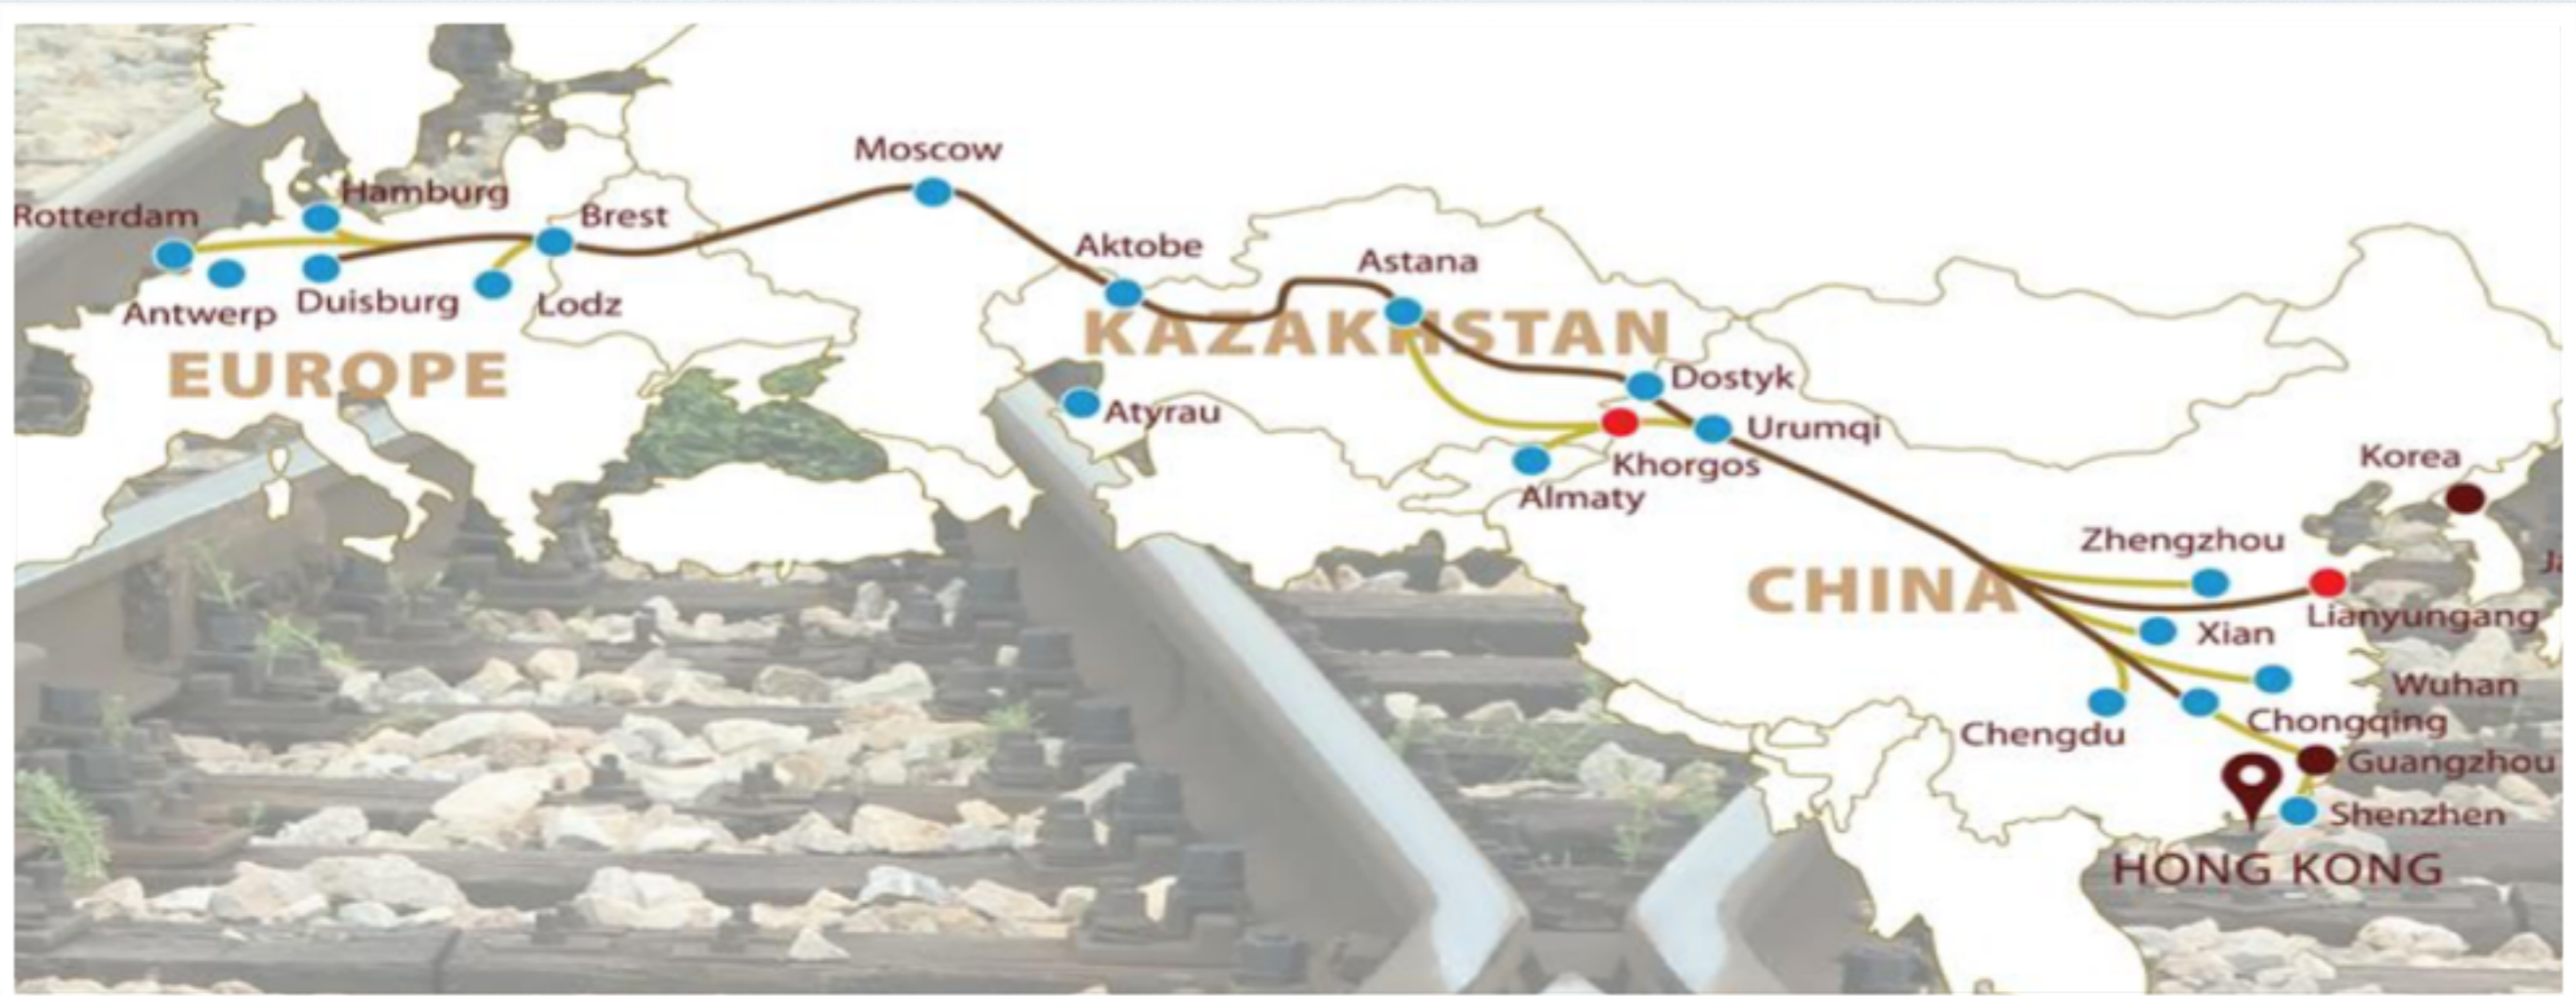 Moscow
Hamburg
Rotterdam
Brest
Aktobe
Astana
Antwerp
Duisburg
Lodz
KAZAKHSTAN
EUROPE
Dostyk
Atyrau
Urumqi
Khorgos
Korea
Almaty
Zhengzhou
CHINA
Lianyungang
Xian
Wuhan
Chongqing
Chengdu
Guangzhou
Shenzhen
HONG KONG